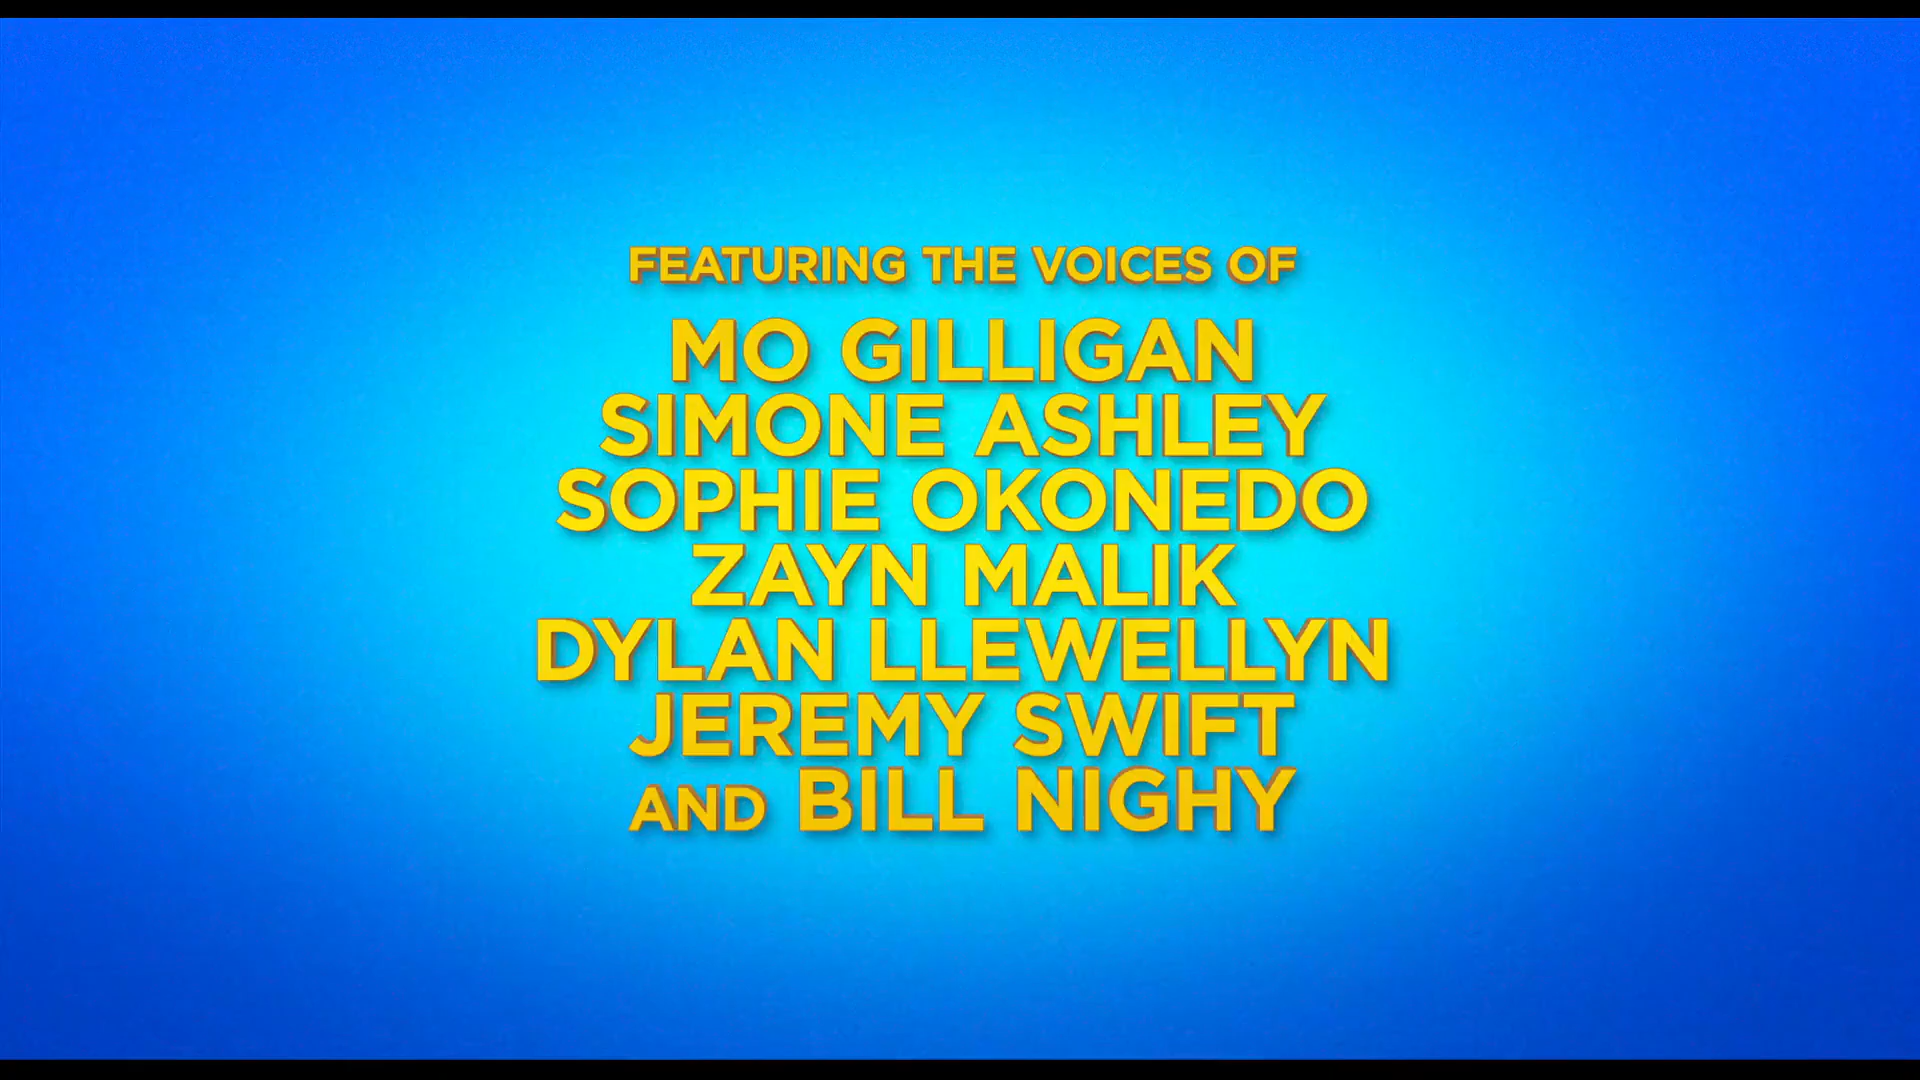 FEATURING THE VOICES OF
MO GILLIGAN
SIMONE ASHLEY
SOPHIE OKONEDO
ZAYN MALIK
DYLAN LLEWELLYN
JEREMY SWIFT
AND BILL NIGHY